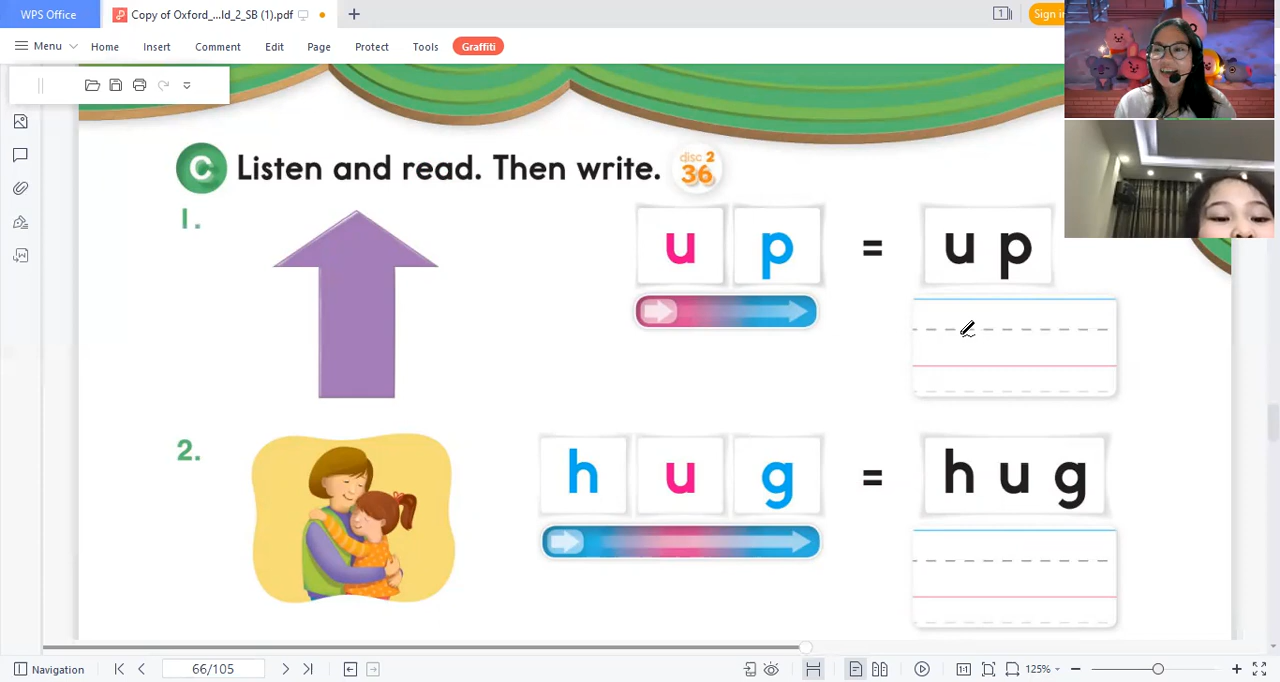 WPS Office
Copy of Oxford_...ld_2_SB (1).pdf
1
Sign in
Menu Home Insert Comment Edit Page Protect Tools Graffiti
C Listen and read. Then write. disc 2 36
1.
u p = u p
2.
h u g = h u g
Navigation 66/105 125%